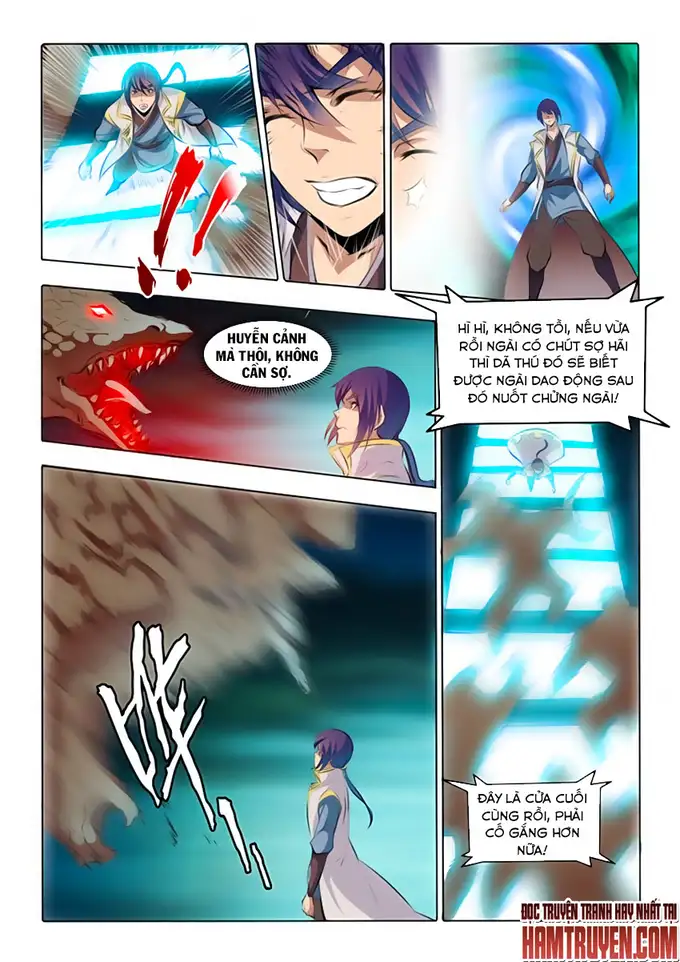 HÌ HÌ, KHÔNG TỒI, NẾU VỪA
RỒI NGÀI CÓ CHÚT SỢ HÃI
THÌ DÃ THÚ ĐÓ SẼ BIẾT
ĐƯỢC NGÀI DAO ĐỘNG SAU
ĐÓ NUỐT CHỬNG NGÀI!
HUYỄN CẢNH
MÀ THÔI, KHÔNG
CẦN SỢ.
ĐÂY LÀ CỬA CUỐI
CÙNG RỒI, PHẢI
CỐ GẮNG HƠN
NỮA!
ĐỌC TRUYỆN TRANH HAY NHẤT TẠI
HAMTRUYEN.COM